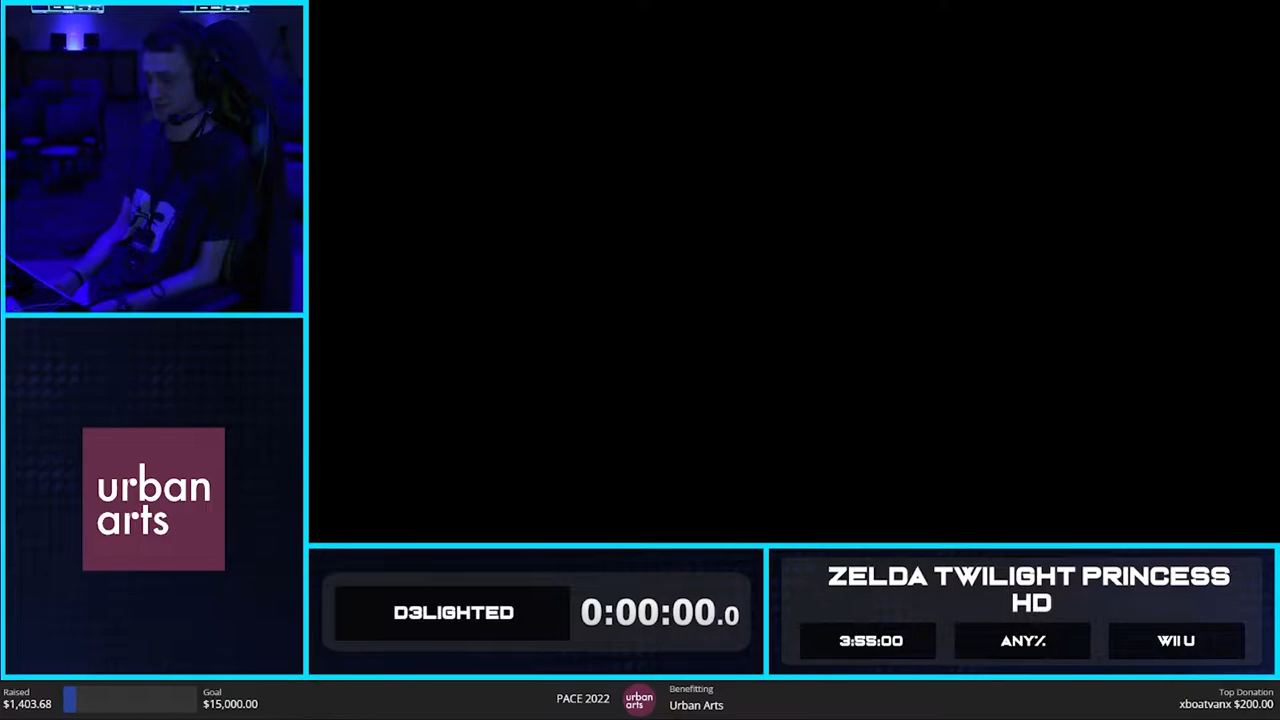 urban
arts
D3LIGHTED
0:00:00.0
ZELDA TWILIGHT PRINCESS
HD
3:55:00
ANY%
WII U
Raised
$1,403.68
Goal
$15,000.00
PACE 2022
urban
arts
Benefitting
Urban Arts
Top Donation
xboatvanx $200.00